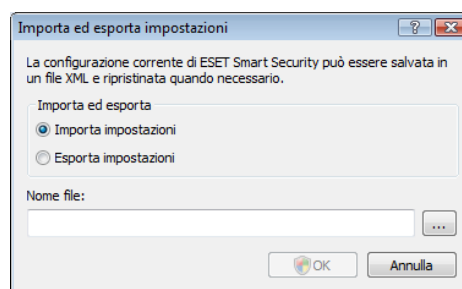 Importa ed esporta impostazioni
La configurazione corrente di ESET Smart Security può essere salvata in
un file XML e ripristinata quando necessario.
Importa ed esporta
Importa impostazioni
Esporta impostazioni
Nome file:
...
OK
Annulla